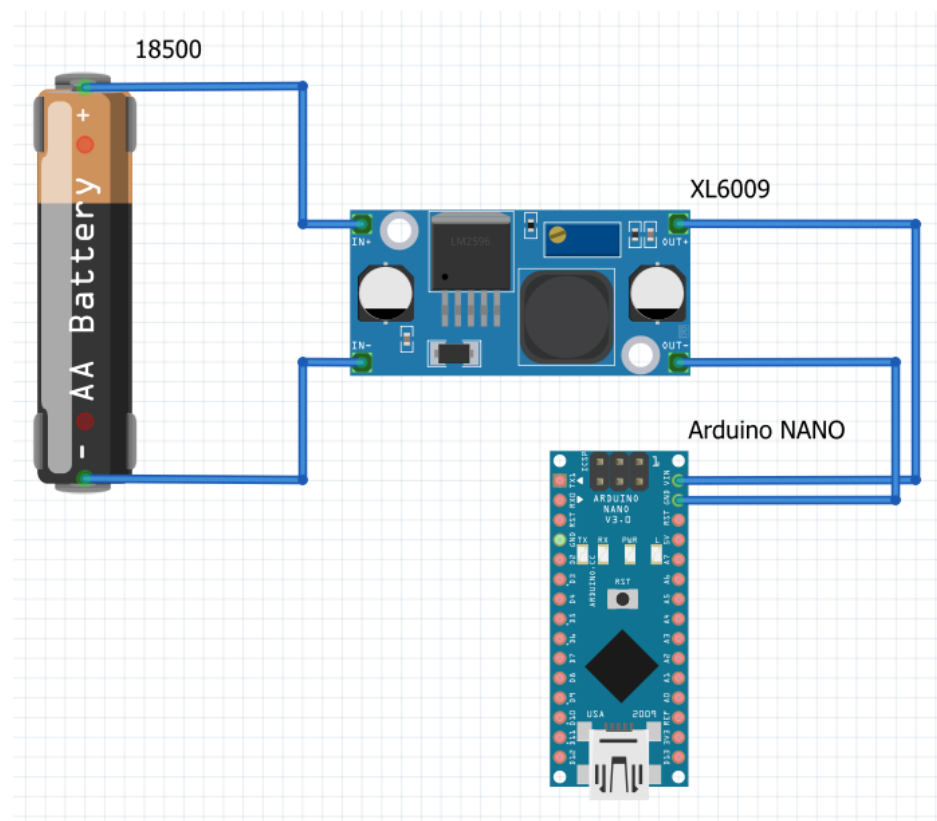 18500
+
AA Battery
-
XL6009
IN+
LM2596
OUT+
IN-
OUT-
Arduino NANO
ICSP
1
TX1
RX0
RST
GND
D2
D3
D4
D5
D6
D7
D8
D9
D10
D11
D12
ARDUINO
NANO
V3.0
TX
RX
PWR
L
ARDUINO.CC
RST
USA
2009
VIN
GND
RST
5V
A7
A6
A5
A4
A3
A2
A1
A0
REF
3V3
D13